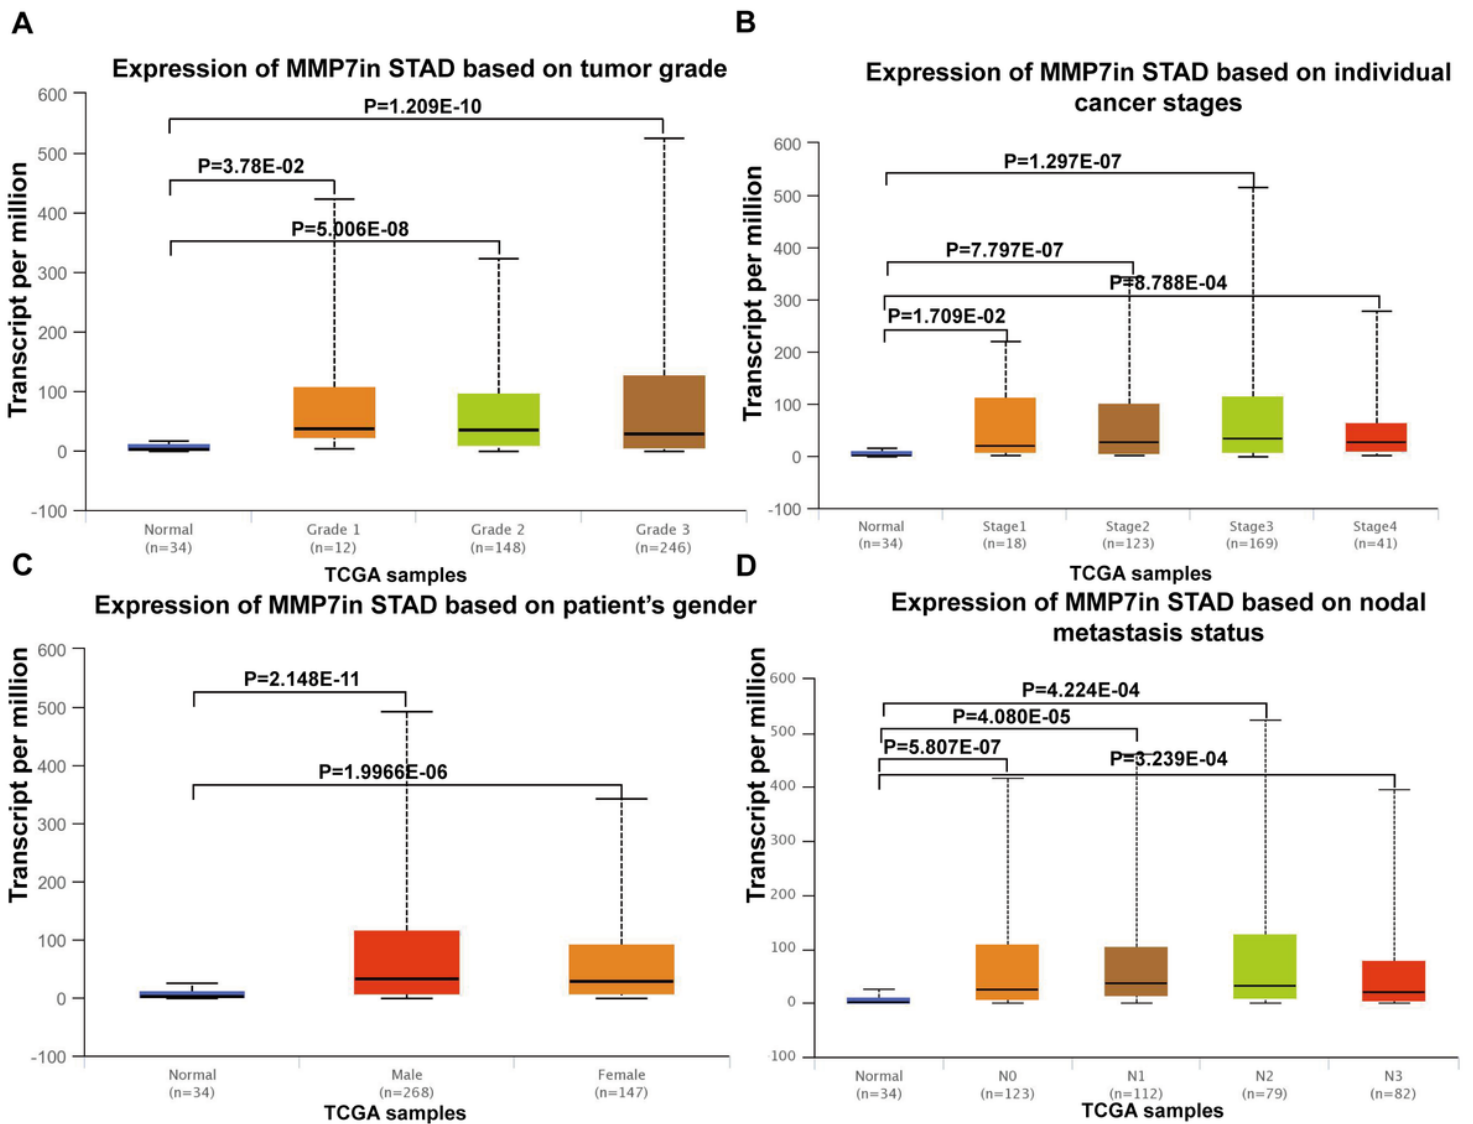 A
Expression of MMP7in STAD based on tumor grade
Transcript per million
600
500
400
300
200
100
0
-100
P=1.209E-10
P=3.78E-02
P=5.006E-08
Normal
(n=34)
Grade 1
(n=12)
Grade 2
(n=148)
Grade 3
(n=246)
TCGA samples
B
Expression of MMP7in STAD based on individual
cancer stages
Transcript per million
600
500
400
300
200
100
0
-100
P=1.297E-07
P=7.797E-07
P=8.788E-04
P=1.709E-02
Normal
(n=34)
Stage1
(n=18)
Stage2
(n=123)
Stage3
(n=169)
Stage4
(n=41)
TCGA samples
C
Expression of MMP7in STAD based on patient's gender
Transcript per million
600
500
400
300
200
100
0
-100
P=2.148E-11
P=1.9966E-06
Normal
(n=34)
Male
(n=268)
Female
(n=147)
TCGA samples
D
Expression of MMP7in STAD based on nodal
metastasis status
Transcript per million
600
500
400
300
200
100
0
100
P=4.224E-04
P=4.080E-05
P=5.807E-07
P=3.239E-04
Normal
(n=34)
N0
(n=123)
N1
(n=112)
N2
(n=79)
N3
(n=82)
TCGA samples